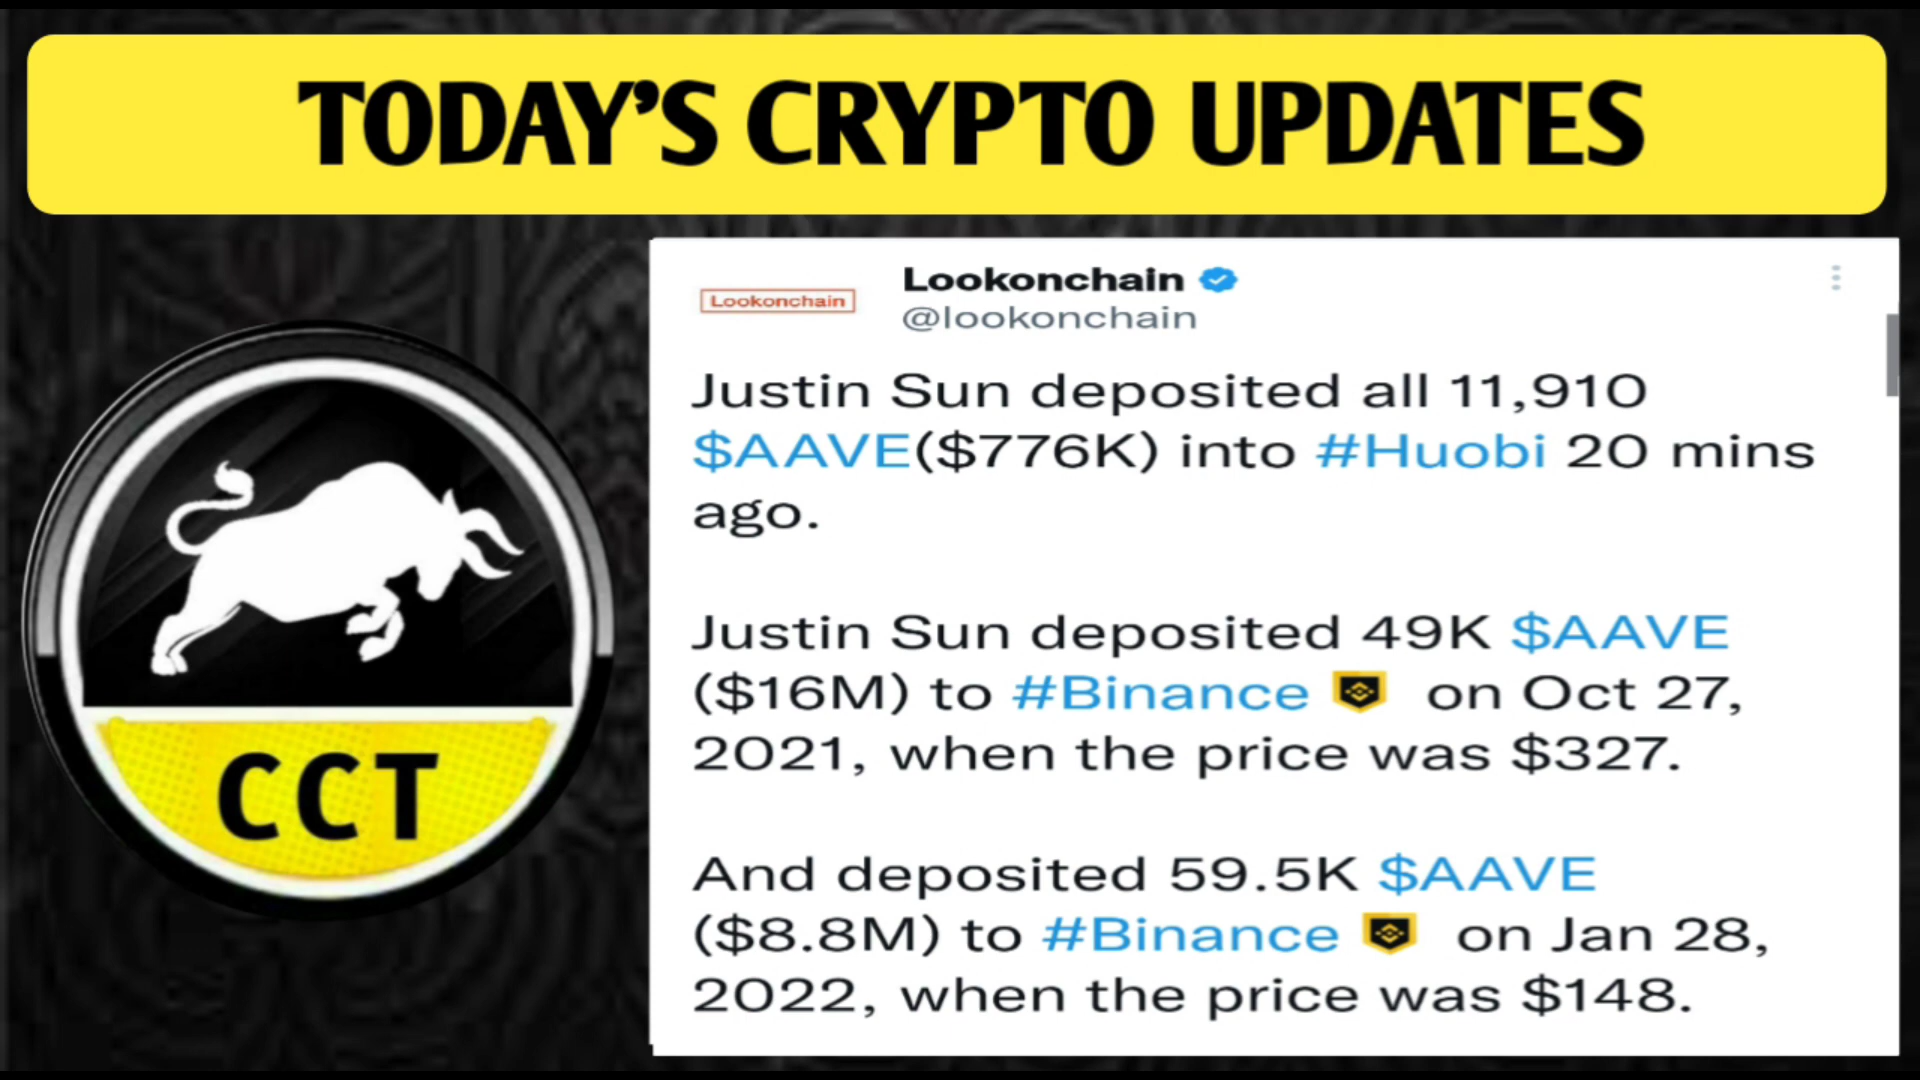 TODAY'S CRYPTO UPDATES
CCT
Lookonchain
Lookonchain
@lookonchain
Justin Sun deposited all 11,910
$AAVE($776K) into #Huobi 20 mins
ago.
Justin Sun deposited 49K $AAVE
($16M) to #Binance on Oct 27,
2021, when the price was $327.
And deposited 59.5K $AAVE
($8.8M) to #Binance on Jan 28,
2022, when the price was $148.